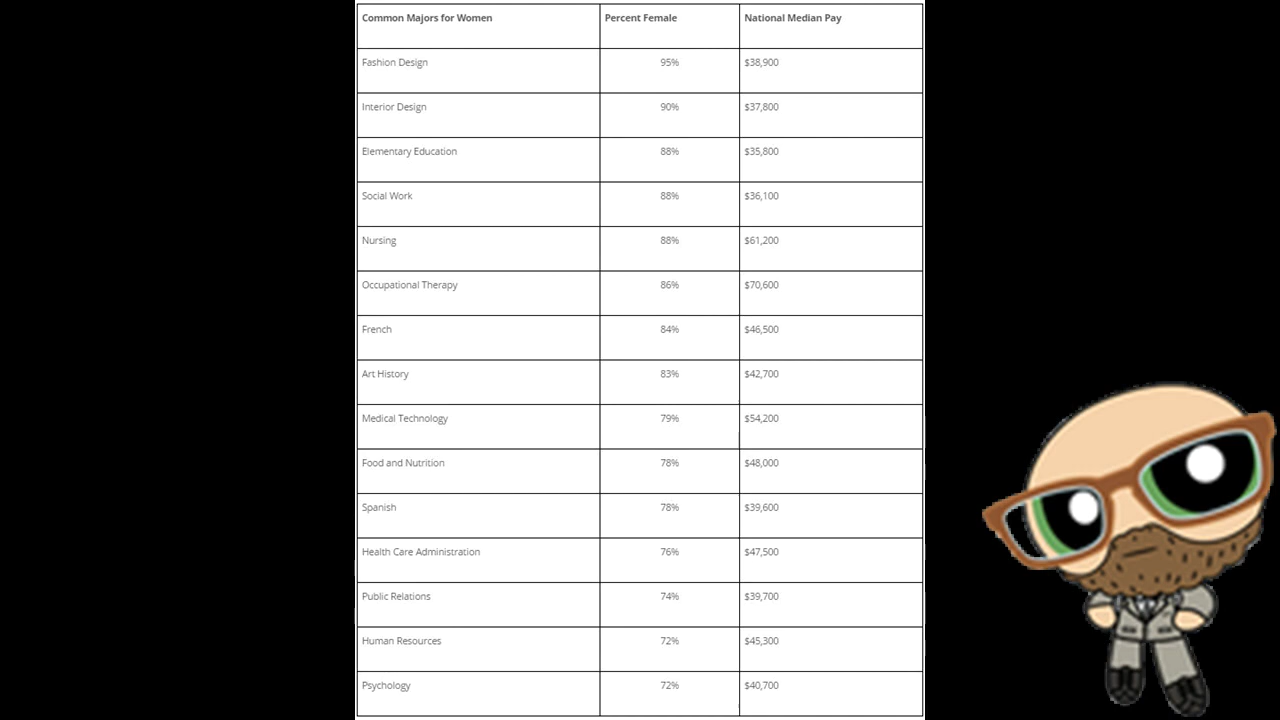 Common Majors for Women Percent Female National Median Pay
Fashion Design 95% $38,900
Interior Design 90% $37,800
Elementary Education 88% $35,800
Social Work 88% $36,100
Nursing 88% $61,200
Occupational Therapy 86% $70,600
French 84% $46,500
Art History 83% $42,700
Medical Technology 79% $54,200
Food and Nutrition 78% $48,000
Spanish 78% $39,600
Health Care Administration 76% $47,500
Public Relations 74% $39,700
Human Resources 72% $45,300
Psychology 72% $40,700